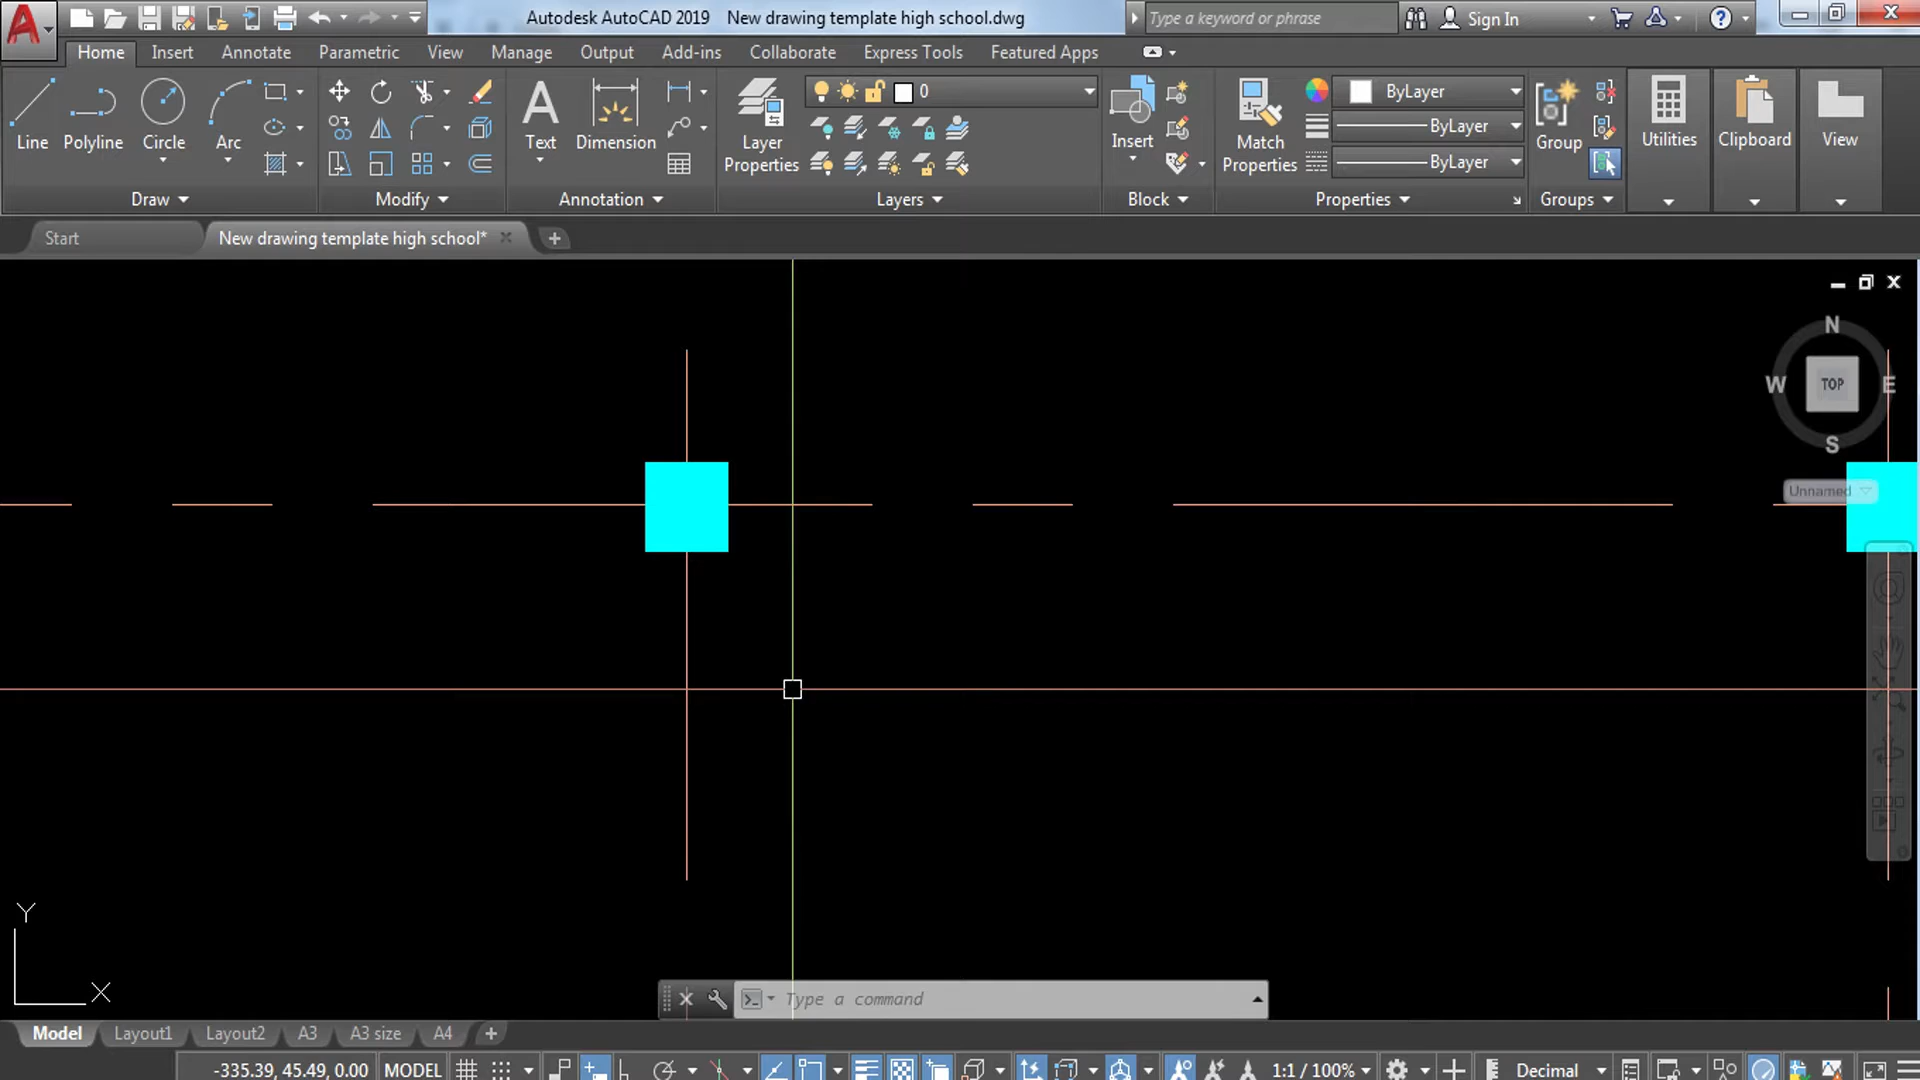 Autodesk AutoCAD 2019 New drawing template high school.dwg
Type a keyword or phrase
Sign In
Home Insert Annotate Parametric View Manage Output Add-ins Collaborate Express Tools Featured Apps
0
ByLayer
ByLayer
ByLayer
Line Polyline Circle Arc
Text Dimension
Layer Properties
Insert
Match Properties
Group
Utilities
Clipboard
View
Draw Modify Annotation Layers Block Properties Groups
Start
New drawing template high school*
N
W TOP E
S
Unnamed
Y
X
Type a command
Model Layout1 Layout2 A3 A3 size A4
-335.39, 45.49, 0.00 MODEL 1:1 / 100% Decimal